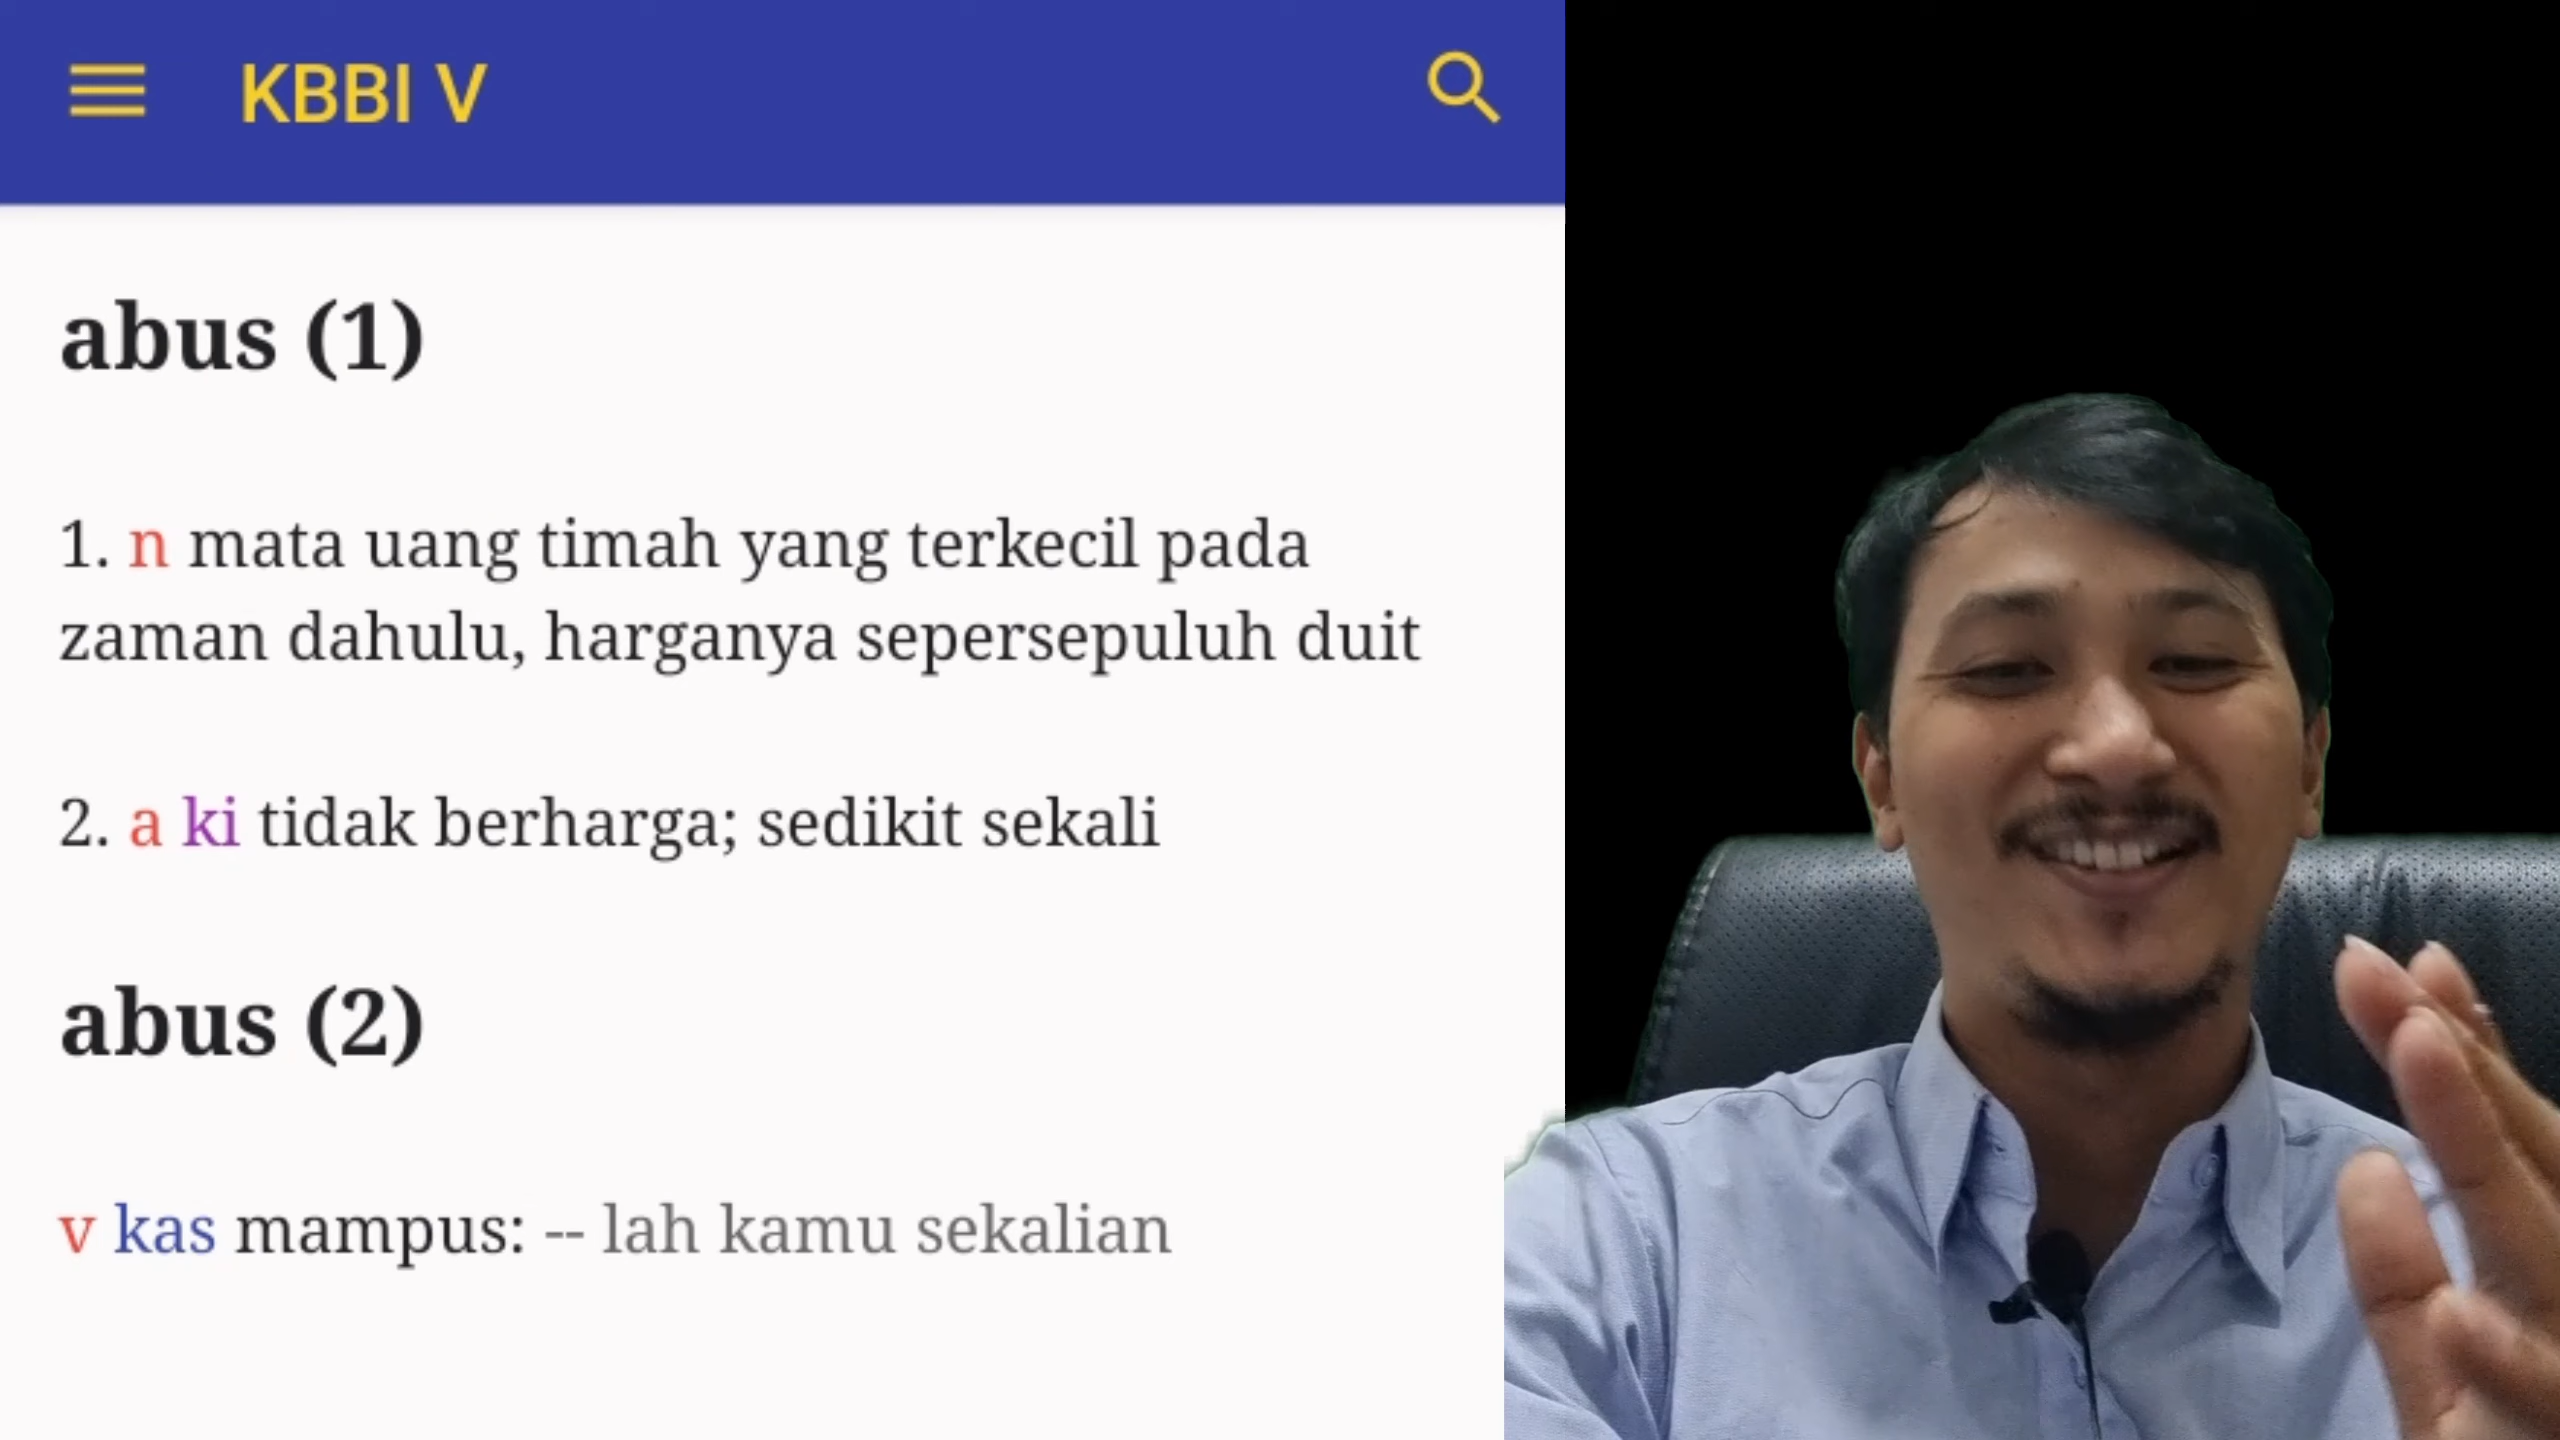 KBBI V
abus (1)
1. n mata uang timah yang terkecil pada
zaman dahulu, harganya sepersepuluh duit
2. a ki tidak berharga; sedikit sekali
abus (2)
v kas mampus: -- lah kamu sekalian